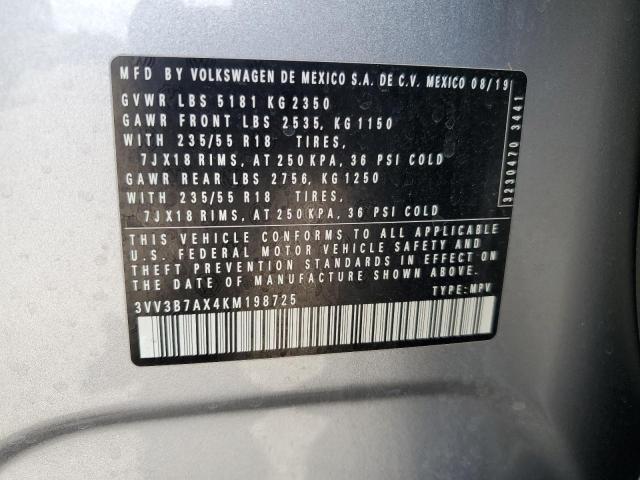 MFD BY VOLKSWAGEN DE MEXICO S.A. DE C.V. MEXICO 08/19
GVWR LBS 5181 KG 2350
GAWR FRONT LBS 2535, KG 1150
WITH 235/55 R18 TIRES,
7JX18 RIMS, AT 250 KPA, 36 PSI COLD
GAWR REAR LBS 2756, KG 1250
WITH 235/55 R18 TIRES,
7JX18 RIMS, AT 250 KPA, 36 PSI COLD
THIS VEHICLE CONFORMS TO ALL APPLICABLE
U.S. FEDERAL MOTOR VEHICLE SAFETY AND
THEFT PREVENTION STANDARDS IN EFFECT ON
THE DATE OF MANUFACTURE SHOWN ABOVE.
3VV3B7AX4KM198725 TYPE: MPV
3230470 3441